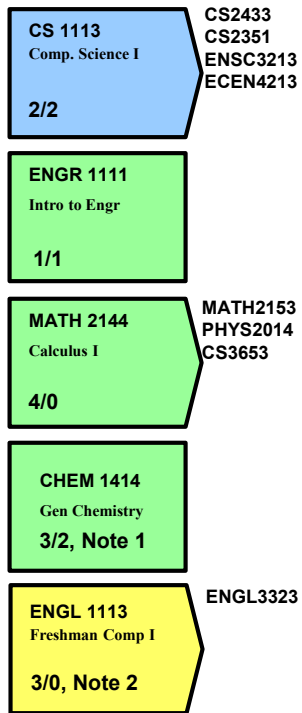 CS 1113
Comp. Science I
2/2
CS2433
CS2351
ENSC3213
ECEN4213
ENGR 1111
Intro to Engr
1/1
MATH 2144
Calculus I
4/0
MATH2153
PHYS2014
CS3653
CHEM 1414
Gen Chemistry
3/2, Note 1
ENGL 1113
Freshman Comp I
3/0, Note 2
ENGL3323